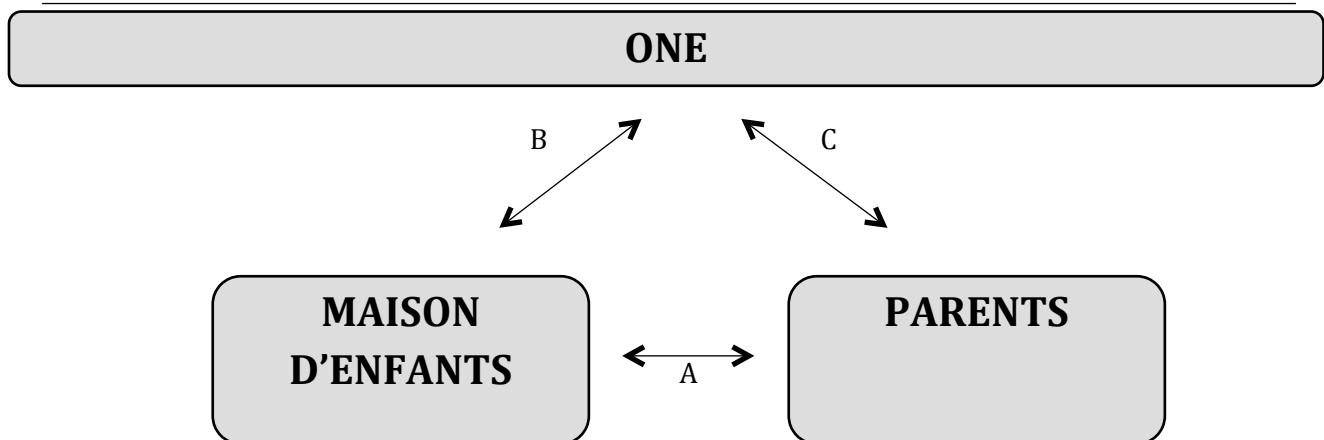 ONE
B
C
MAISON
D’ENFANTS
PARENTS
A